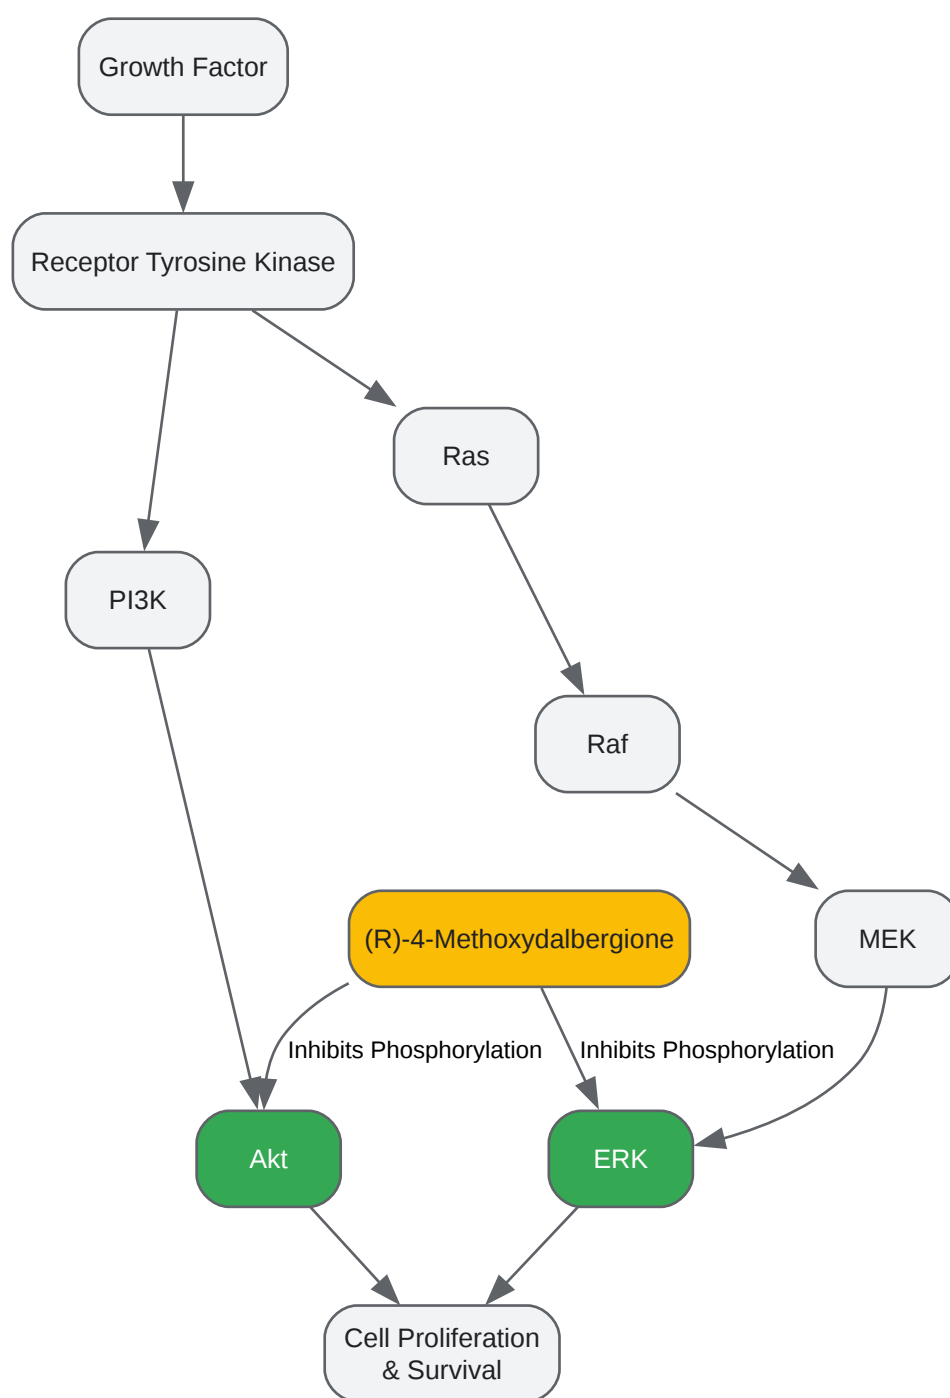 Growth Factor
Receptor Tyrosine Kinase
Ras
PI3K
Raf
(R)-4-Methoxydalbergione
MEK
Inhibits Phosphorylation
Inhibits Phosphorylation
Akt
ERK
Cell Proliferation
& Survival